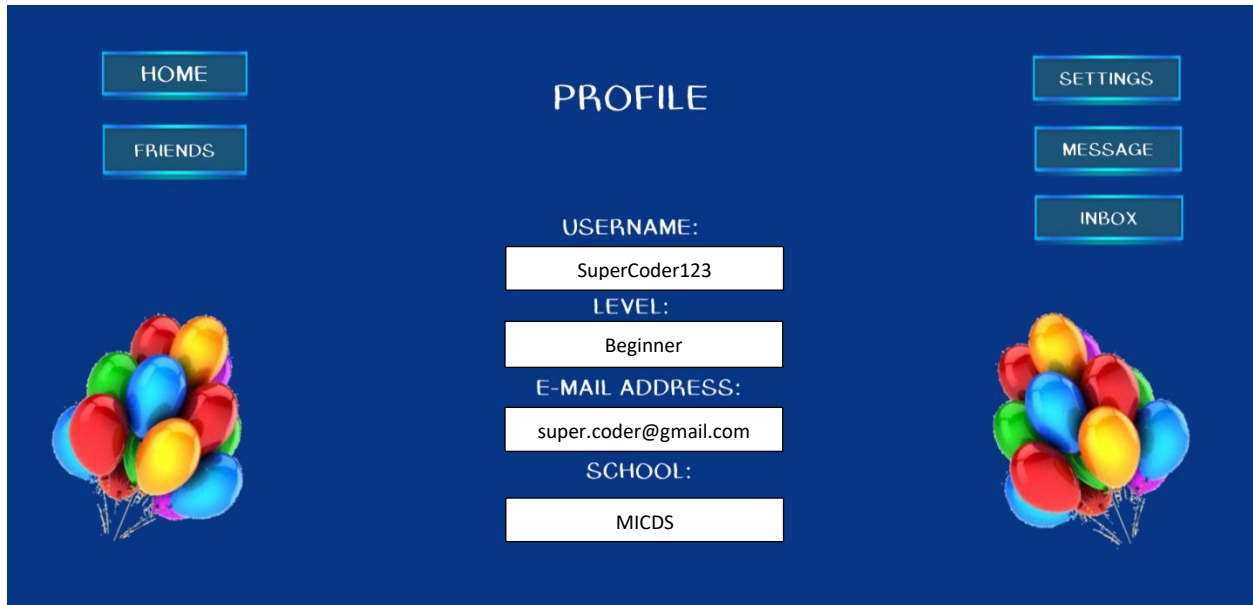 HOME
FRIENDS
PROFILE
SETTINGS
MESSAGE
INBOX
USERNAME:
SuperCoder123
LEVEL:
Beginner
E-MAIL ADDRESS:
super.coder@gmail.com
SCHOOL:
MICDS